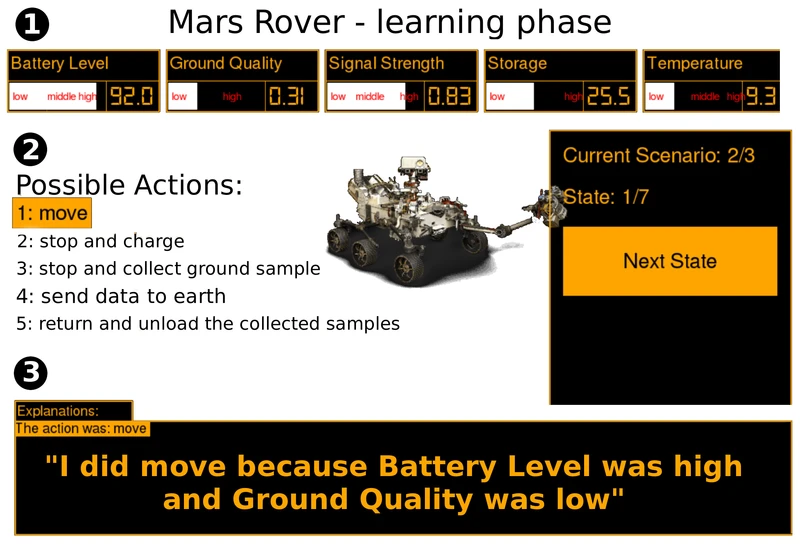 1
Mars Rover - learning phase
Battery Level
low middle high 92.0
Ground Quality
low high 0.31
Signal Strength
low middle high 0.83
Storage
low high 25.5
Temperature
low middle high 9.3
2
Possible Actions:
1: move
2: stop and charge
3: stop and collect ground sample
4: send data to earth
5: return and unload the collected samples
Current Scenario: 2/3
State: 1/7
Next State
3
Explanations:
The action was: move
"I did move because Battery Level was high
and Ground Quality was low"